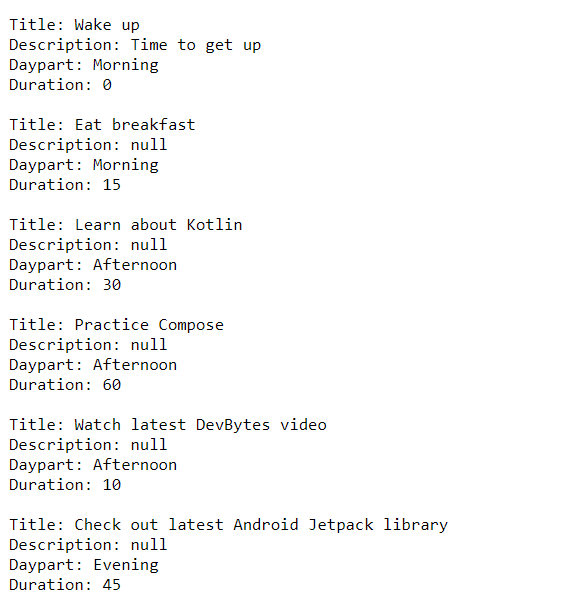 Title: Wake up
Description: Time to get up
Daypart: Morning
Duration: 0
Title: Eat breakfast
Description: null
Daypart: Morning
Duration: 15
Title: Learn about Kotlin
Description: null
Daypart: Afternoon
Duration: 30
Title: Practice Compose
Description: null
Daypart: Afternoon
Duration: 60
Title: Watch latest DevBytes video
Description: null
Daypart: Afternoon
Duration: 10
Title: Check out latest Android Jetpack library
Description: null
Daypart: Evening
Duration: 45